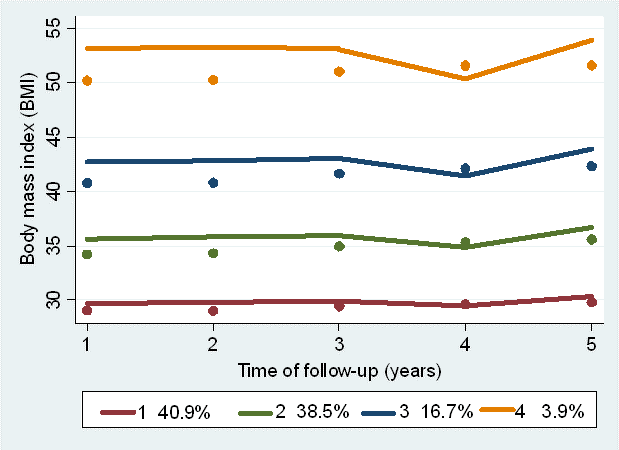 55
50
45
40
35
30
Body mass index (BMI)
1 2 3 4 5
Time of follow-up (years)
1 40.9% 2 38.5% 3 16.7% 4 3.9%